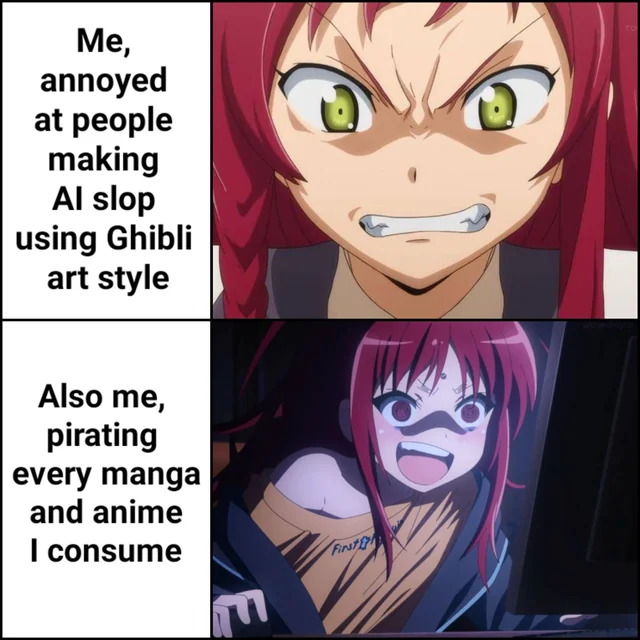 Me,
annoyed
at people
making
AI slop
using Ghibli
art style
Also me,
pirating
every manga
and anime
I consume
First